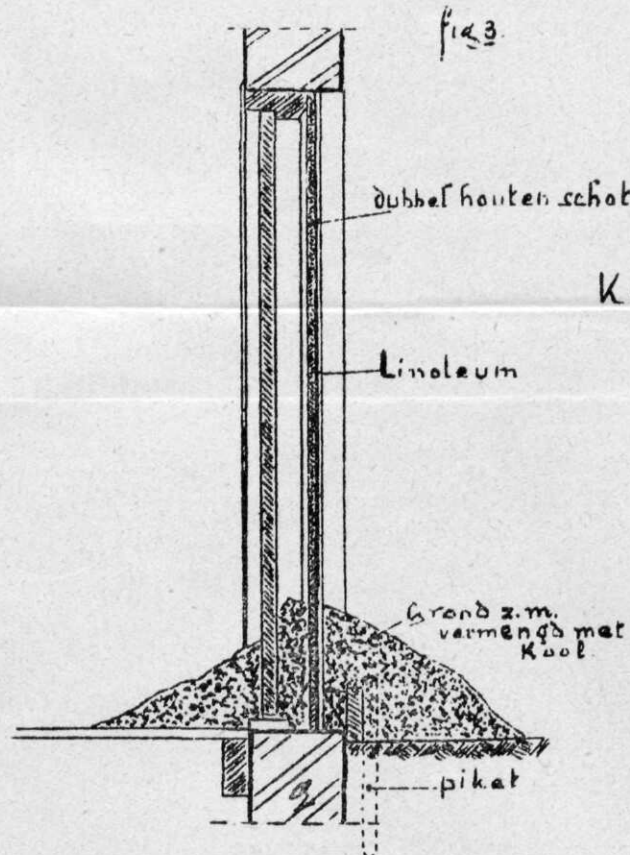 fig 3.
dubbel houten schot
K
Linoleum
Grond z.m.
vermengd met
Kool.
piket